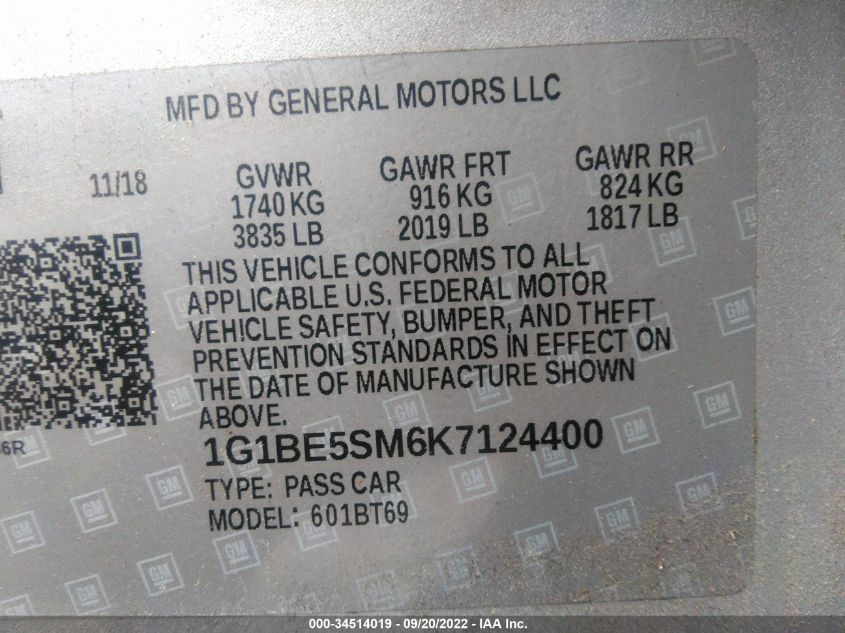 MFD BY GENERAL MOTORS LLC
11/18
GVWR
1740 KG
3835 LB
GAWR FRT
916 KG
2019 LB
GAWR RR
824 KG
1817 LB
THIS VEHICLE CONFORMS TO ALL
APPLICABLE U.S. FEDERAL MOTOR
VEHICLE SAFETY, BUMPER, AND THEFT
PREVENTION STANDARDS IN EFFECT ON
THE DATE OF MANUFACTURE SHOWN
ABOVE.
1G1BE5SM6K7124400
TYPE: PASS CAR
MODEL: 601BT69
GM
000-34514019 - 09/20/2022 - IAA Inc.